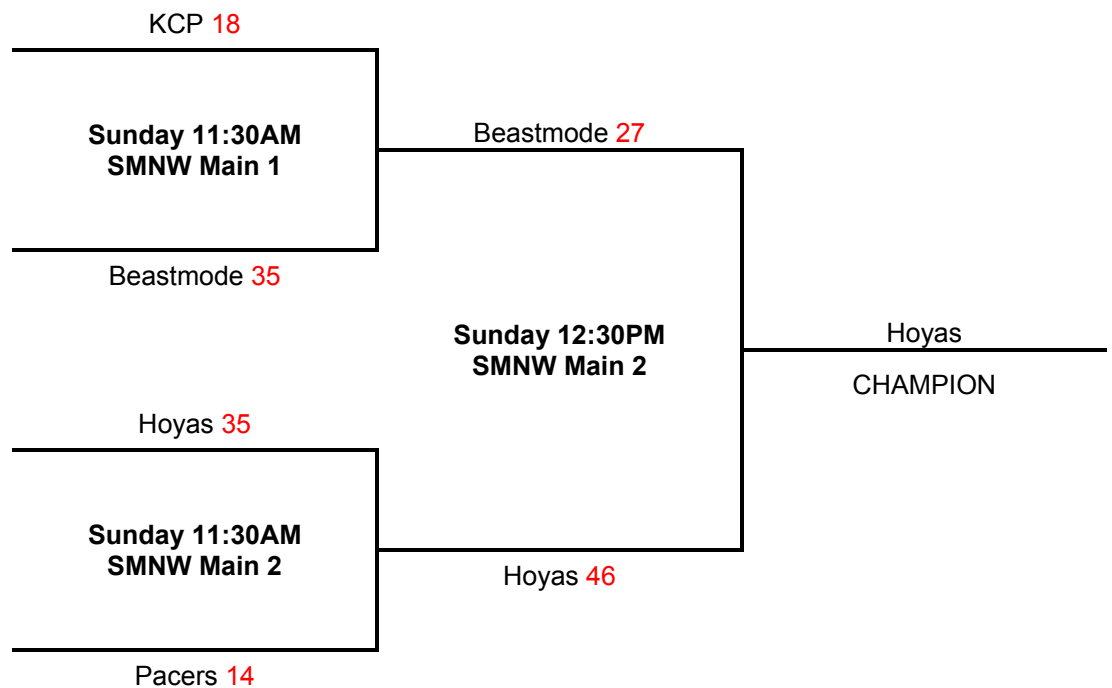 KCP 18
Sunday 11:30AM
SMNW Main 1
Beastmode 27
Beastmode 35
Sunday 12:30PM
SMNW Main 2
Hoyas
CHAMPION
Hoyas 35
Sunday 11:30AM
SMNW Main 2
Hoyas 46
Pacers 14